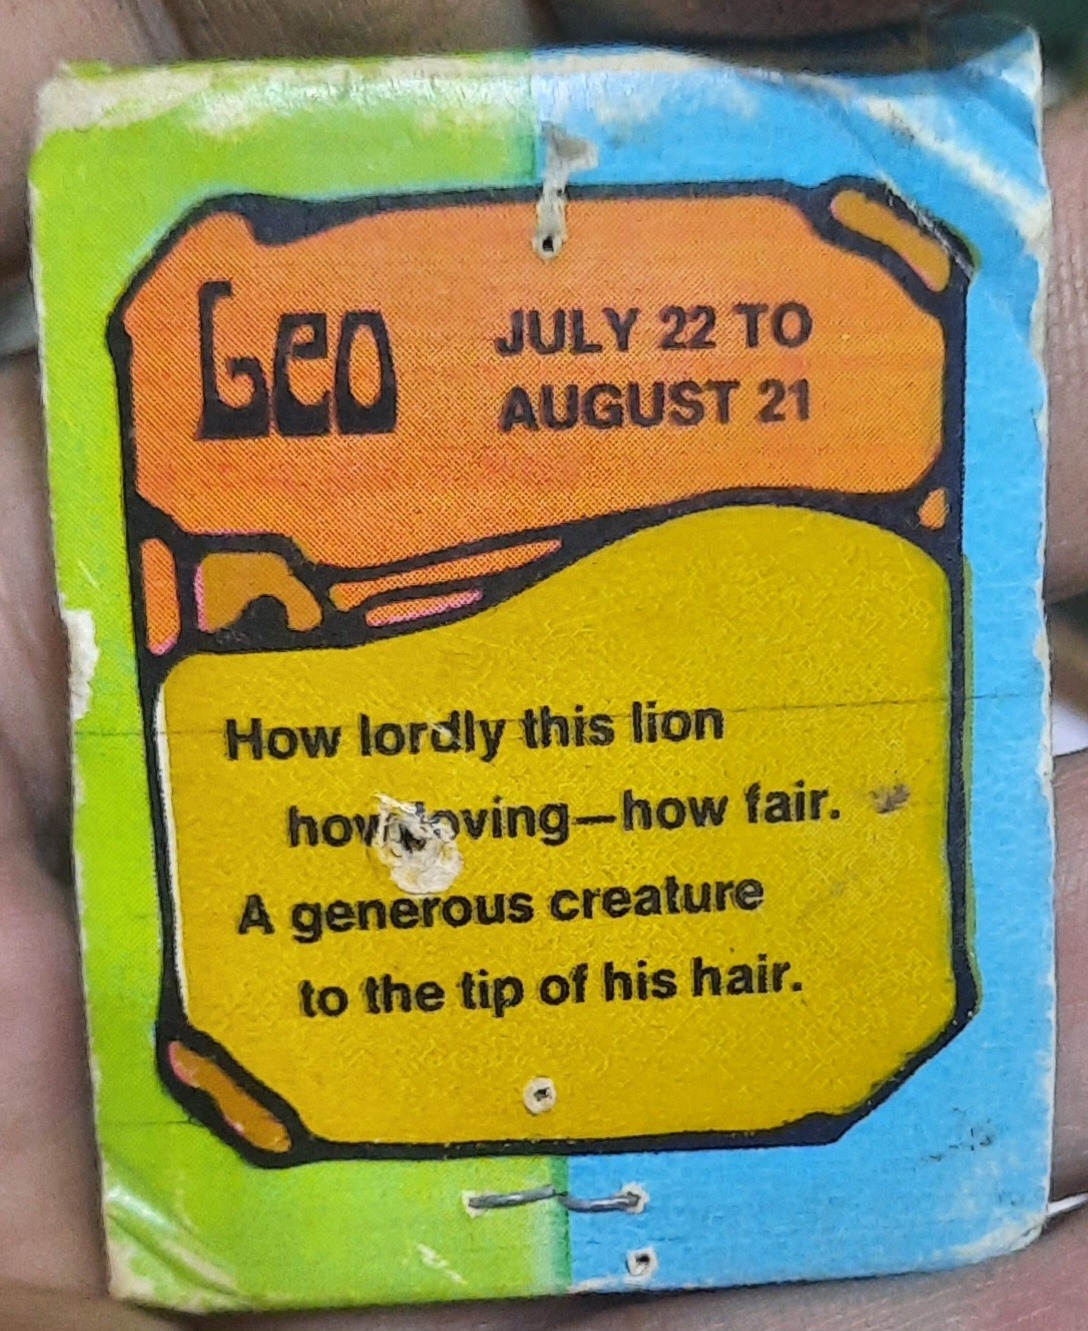 Leo
JULY 22 TO
AUGUST 21
How lordly this lion
how loving—how fair.
A generous creature
to the tip of his hair.